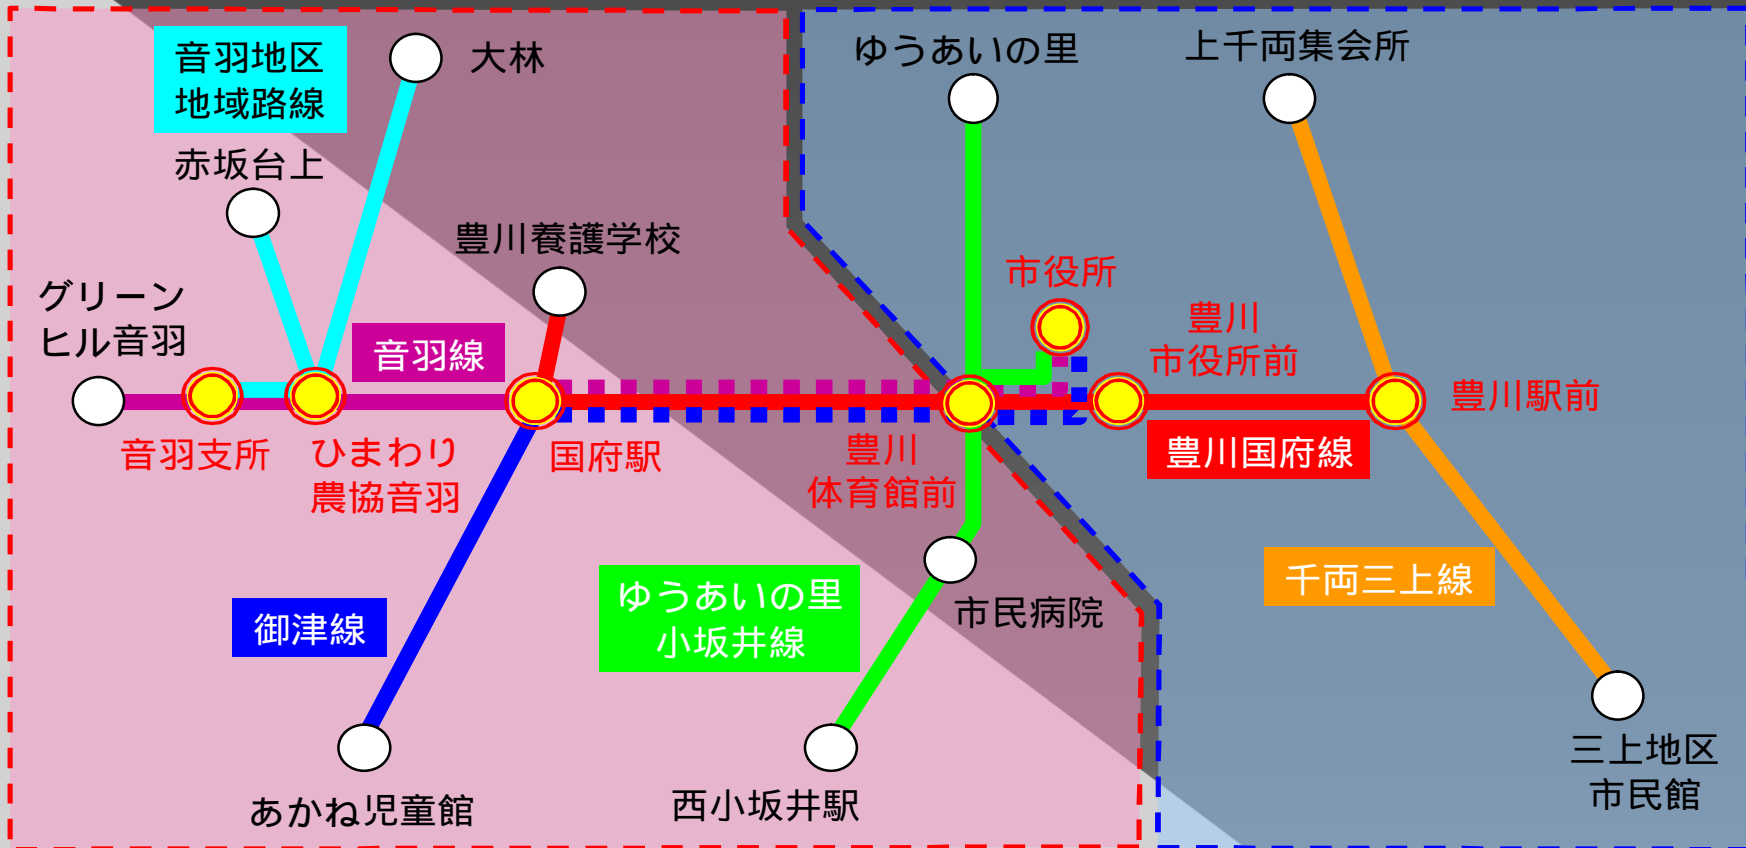 音羽地区
地域路線
大林
ゆうあいの里
上千両集会所
赤坂台上
豊川養護学校
グリーン
ヒル音羽
音羽線
市役所
豊川
市役所前
豊川駅前
音羽支所
ひまわり
農協音羽
国府駅
豊川
体育館前
豊川国府線
御津線
ゆうあいの里
小坂井線
市民病院
千両三上線
あかね児童館
西小坂井駅
三上地区
市民館